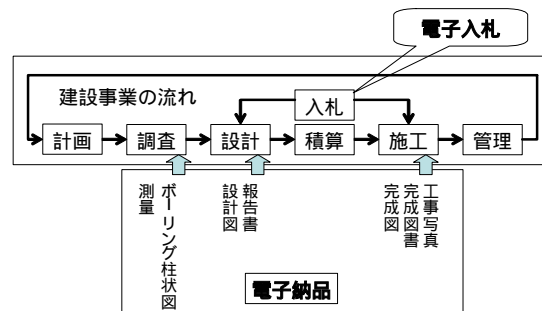 電子入札
建設事業の流れ
入札
計画
調査
設計
積算
施工
管理
測量
ボーリング柱状図
設計図
報告書
完成図
完成図書
工事写真
電子納品